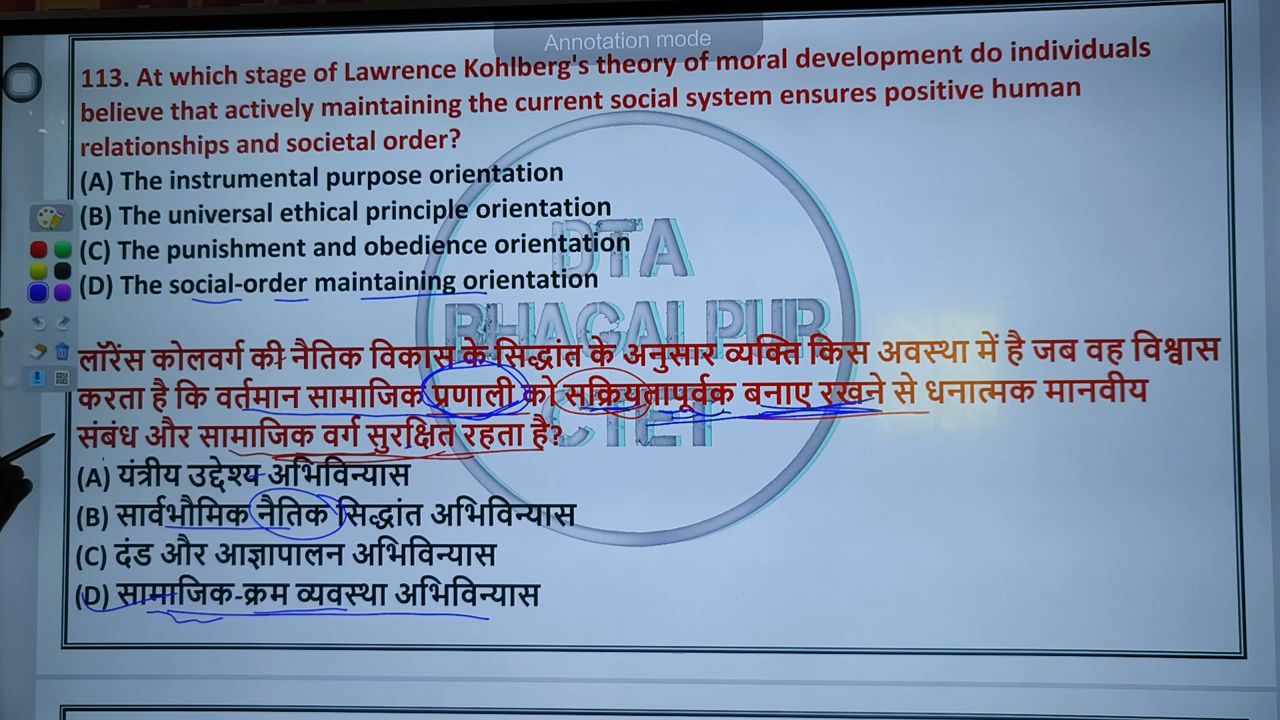 Annotation mode
113. At which stage of Lawrence Kohlberg's theory of moral development do individuals
believe that actively maintaining the current social system ensures positive human
relationships and societal order?
(A) The instrumental purpose orientation
(B) The universal ethical principle orientation
(C) The punishment and obedience orientation
(D) The social-order maintaining orientation
DTA
BHAGALPUR
CTET
लॉरेंस कोलवर्ग की नैतिक विकास के सिद्धांत के अनुसार व्यक्ति किस अवस्था में है जब वह विश्वास
करता है कि वर्तमान सामाजिक प्रणाली को सक्रियतापूर्वक बनाए रखने से धनात्मक मानवीय
संबंध और सामाजिक वर्ग सुरक्षित रहता है?
(A) यंत्रीय उद्देश्य अभिविन्यास
(B) सार्वभौमिक नैतिक सिद्धांत अभिविन्यास
(C) दंड और आज्ञापालन अभिविन्यास
(D) सामाजिक-क्रम व्यवस्था अभिविन्यास